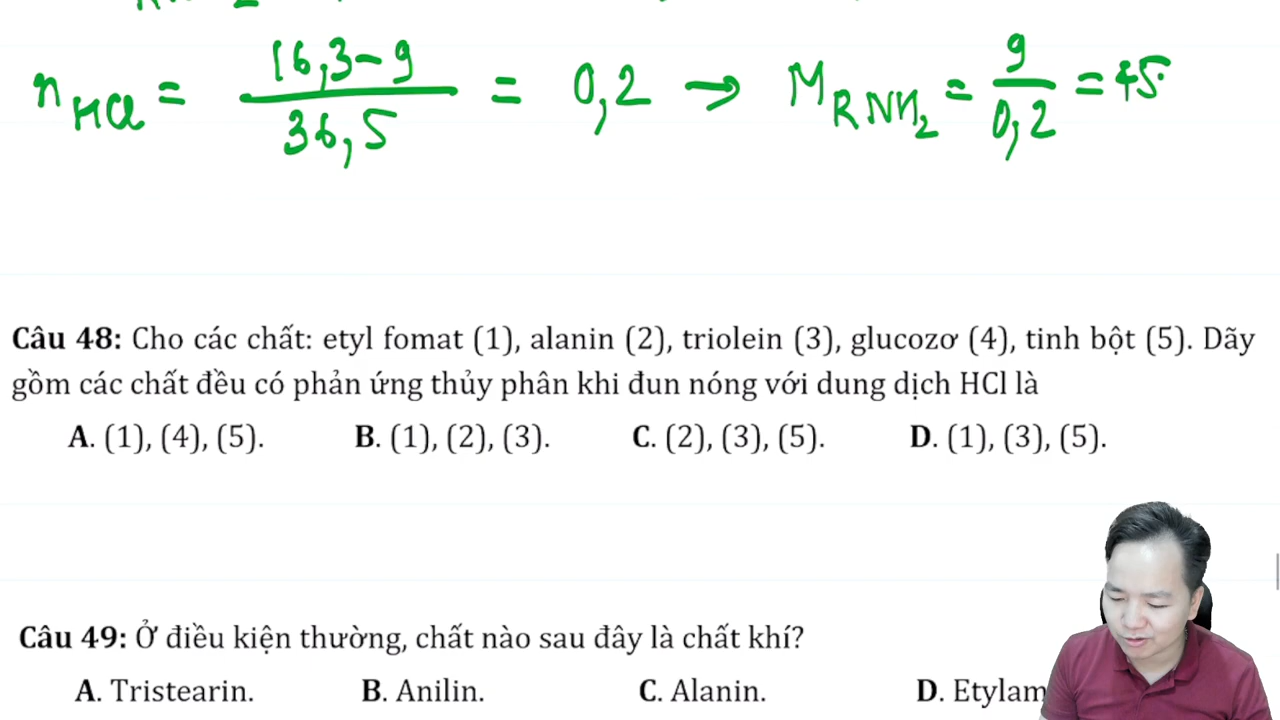 n HCl = 16,3-9 / 36,5 = 0,2 → M RNH2 = 9 / 0,2 = 45
Câu 48: Cho các chất: etyl fomat (1), alanin (2), triolein (3), glucozơ (4), tinh bột (5). Dãy
gồm các chất đều có phản ứng thủy phân khi đun nóng với dung dịch HCl là
A. (1), (4), (5). B. (1), (2), (3). C. (2), (3), (5). D. (1), (3), (5).
Câu 49: Ở điều kiện thường, chất nào sau đây là chất khí?
A. Tristearin. B. Anilin. C. Alanin. D. Etylam